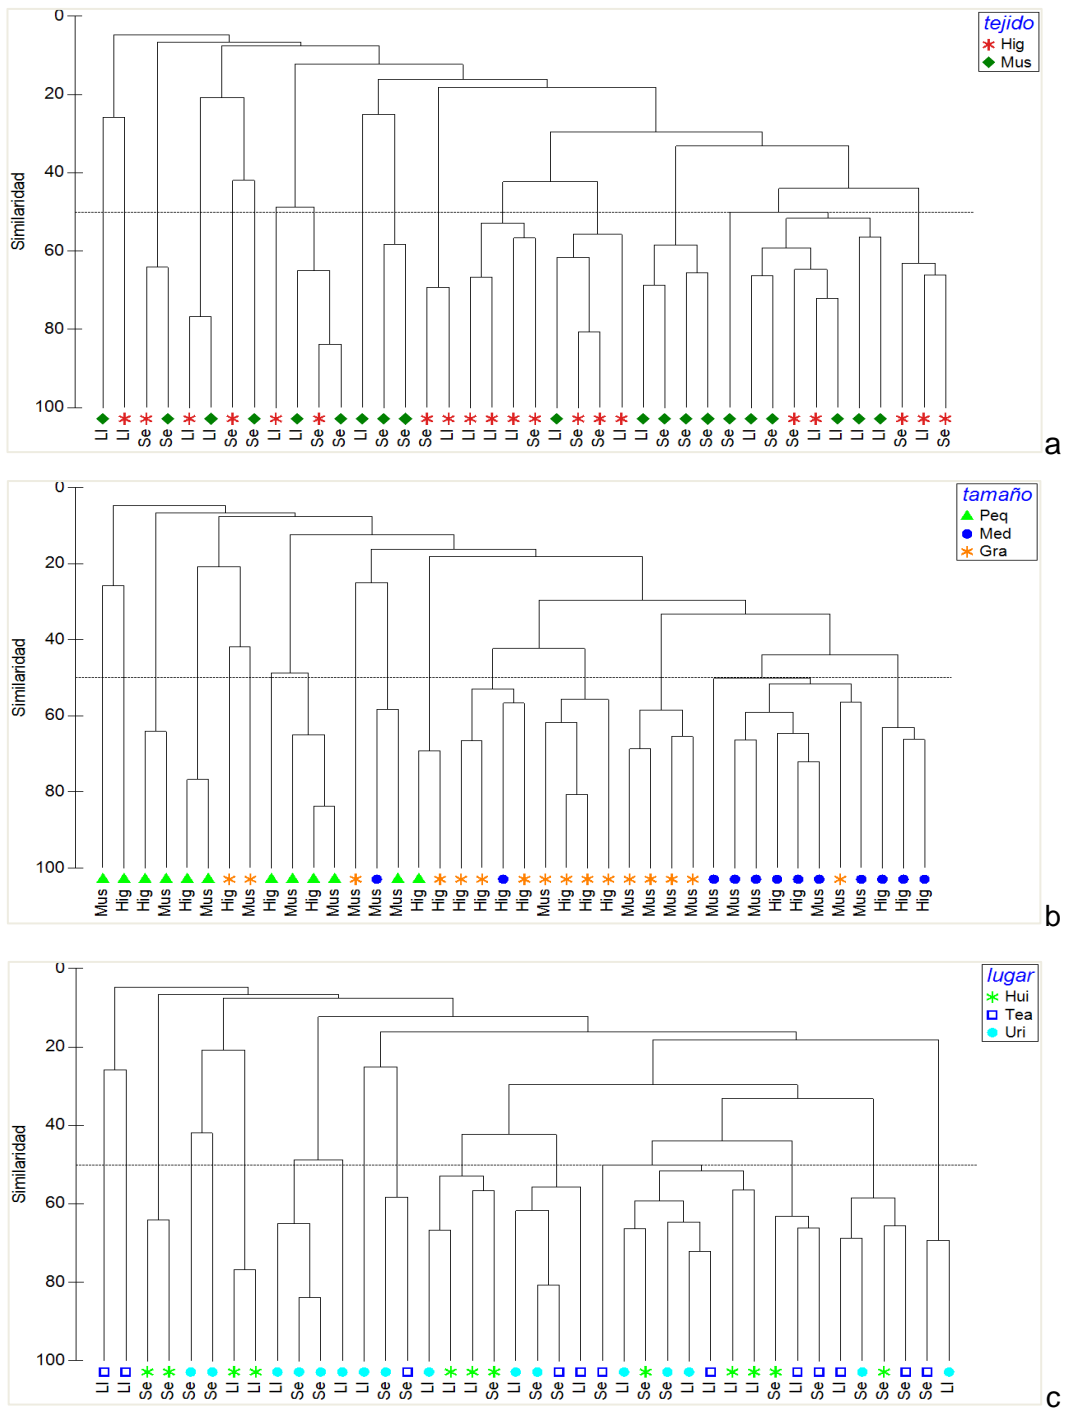 0
20
40
60
80
100
Similaridad
tejido
Hig
Mus
Ll Ll Se Se Ll Ll Se Se Ll Ll Se Se Ll Se Se Se Ll Ll Ll Ll Se Ll Se Se Ll Ll Se Se Se Se Ll Se Se Ll Ll Ll Ll Se Ll Se
a
0
20
40
60
80
100
Similaridad
tamaño
Peq
Med
Gra
Mus Hig Hig Mus Hig Mus Hig Mus Hig Mus Hig Mus Mus Mus Mus Hig Hig Hig Hig Hig Hig Mus Hig Hig Hig Mus Mus Mus Mus Mus Mus Mus Hig Hig Mus Mus Mus Hig Hig Hig
b
0
20
40
60
80
100
Similaridad
lugar
Hui
Tea
Uri
Ll Ll Se Se Se Se Ll Ll Ll Se Se Ll Ll Se Se Ll Ll Ll Se Ll Se Se Ll Se Ll Se Se Ll Ll Ll Ll Se Ll Se Ll Se Se Se Se Ll
c